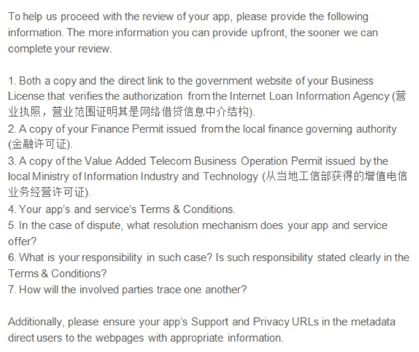 To help us proceed with the review of your app, please provide the following
information. The more information you can provide upfront, the sooner we can
complete your review.
1. Both a copy and the direct link to the government website of your Business
License that verifies the authorization from the Internet Loan Information Agency (营
业执照，营业范围证明其是网络借贷信息中介结构).
2. A copy of your Finance Permit issued from the local finance governing authority
(金融许可证).
3. A copy of the Value Added Telecom Business Operation Permit issued by the
local Ministry of Information Industry and Technology (从当地工信部获得的增值电信
业务经营许可证).
4. Your app's and service's Terms & Conditions.
5. In the case of dispute, what resolution mechanism does your app and service
offer?
6. What is your responsibility in such case? Is such responsibility stated clearly in the
Terms & Conditions?
7. How will the involved parties trace one another?
Additionally, please ensure your app's Support and Privacy URLs in the metadata
direct users to the webpages with appropriate information.